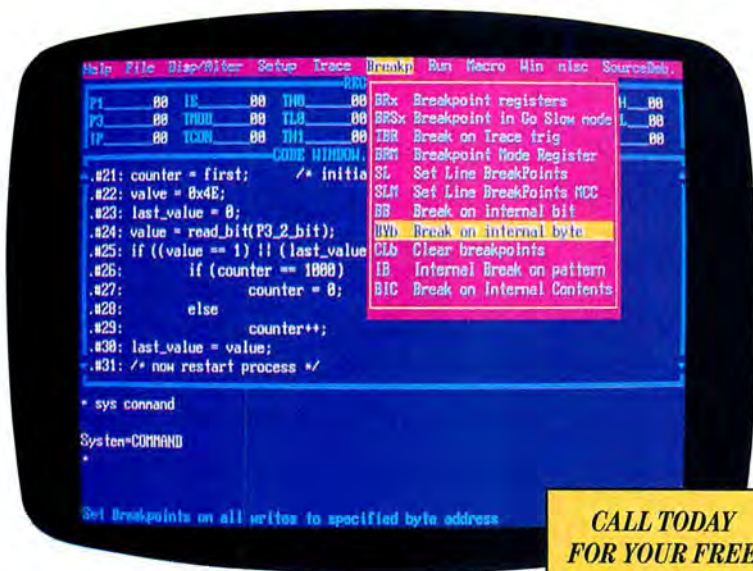 Help File Disp/Alter Setup Trace Breakp Run Macro Win misc SourceDeb.
REG
P1 00 IE 00 TH0 00
P3 00 TMOD 00 TL0 00
IP 00 TCON 00 TH1 00
H 00
L 00
00
BRx Breakpoint registers
BRSx Breakpoint in Go Slow mode
TBR Break on Trace trig
BRM Breakpoint Mode Register
SL Set Line BreakPoints
SLM Set Line BreakPoints MCC
BB Break on internal bit
BYb Break on internal byte
CLb Clear breakpoints
IB Internal Break on pattern
BIC Break on Internal Contents
CODE WINDOW.
.#21: counter = first; /* initia
.#22: valve = 0x4E;
.#23: last_value = 0;
.#24: value = read_bit(P3_2_bit);
.#25: if ((value == 1) || (last_value
.#26: if (counter == 1000)
.#27: counter = 0;
.#28: else
.#29: counter++;
.#30: last_value = value;
.#31: /* now restart process */
* sys command
System=COMMAND
*
Set Breakpoints on all writes to specified byte address
CALL TODAY
FOR YOUR FREE